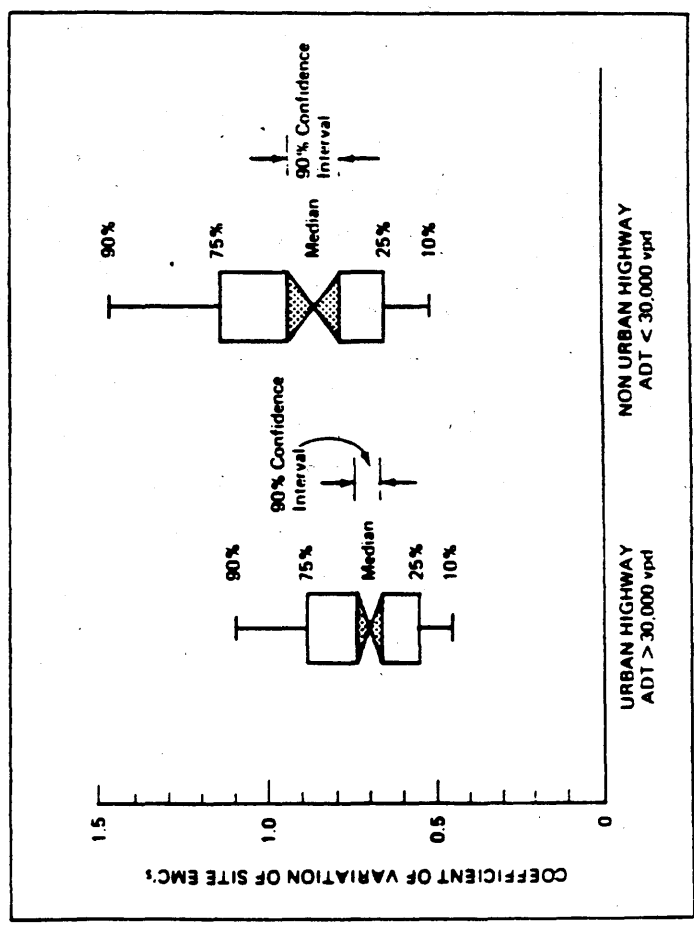 COEFFICIENT OF VARIATION OF SITE EMC's
1.5
1.0
0.5
0
90%
75%
Median
25%
10%
90% Confidence
Interval
90%
75%
Median
25%
10%
90% Confidence
Interval
URBAN HIGHWAY
ADT > 30,000 vpd
NON URBAN HIGHWAY
ADT < 30,000 vpd